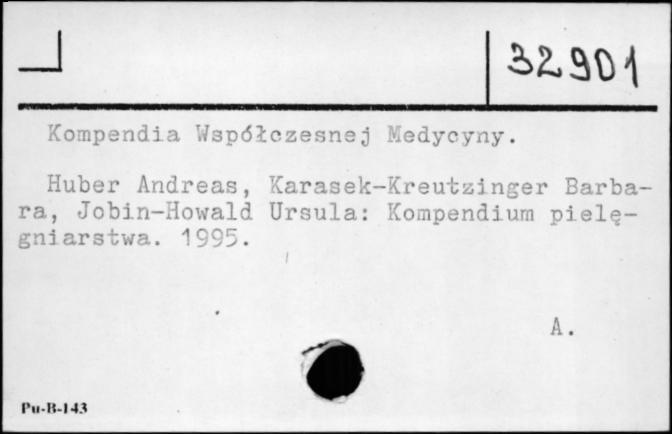 32901
Kompendia Współczesnej Medycyny.
Huber Andreas, Karasek-Kreutzinger Barba-
ra, Jobin-Howald Ursula: Kompendium pielę-
gniarstwa. 1995.
A.
Pu-B-143